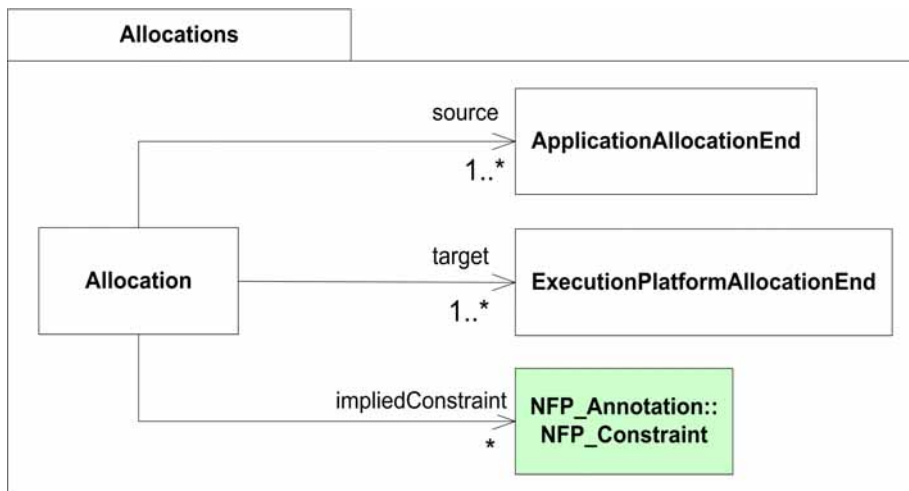 Allocations
source
ApplicationAllocationEnd
1..*
Allocation
target
ExecutionPlatformAllocationEnd
1..*
impliedConstraint
NFP_Annotation::
NFP_Constraint
*